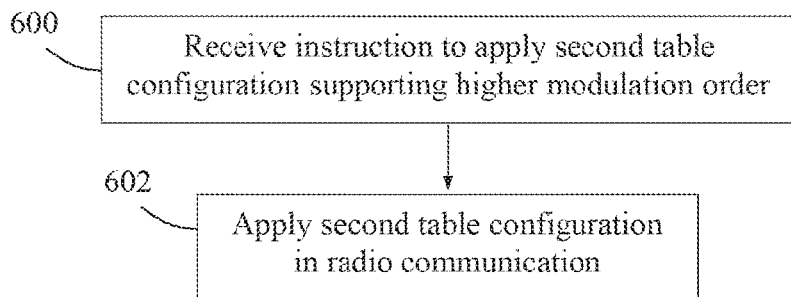 600
Receive instruction to apply second table
configuration supporting higher modulation order
602
Apply second table configuration
in radio communication